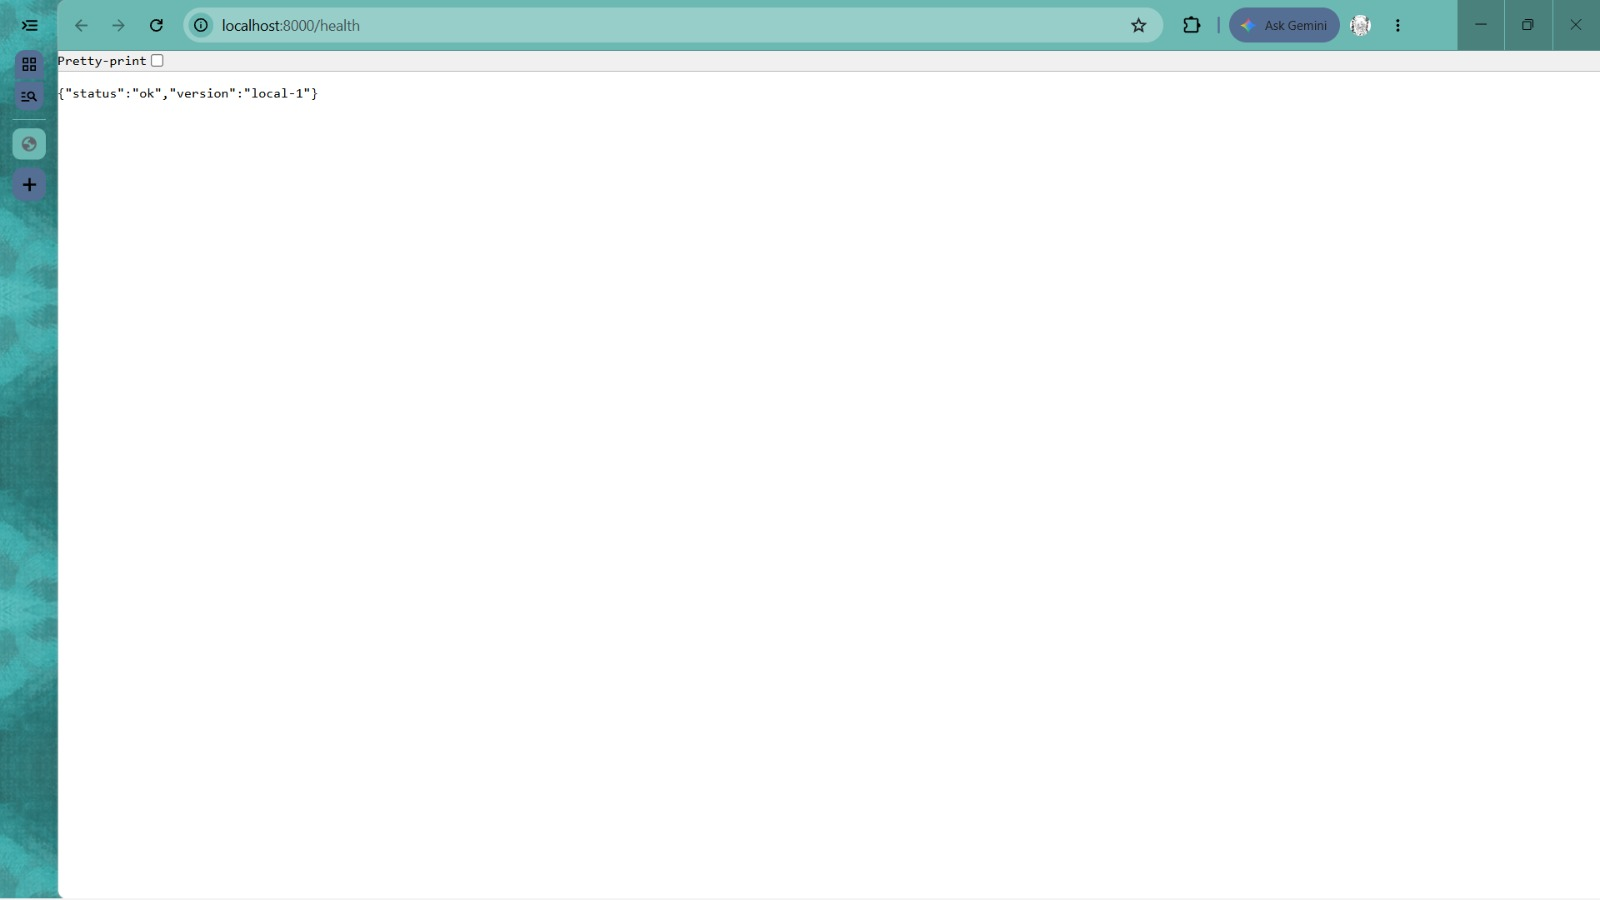 localhost:8000/health
Ask Gemini
Pretty-print
{"status":"ok","version":"local-1"}